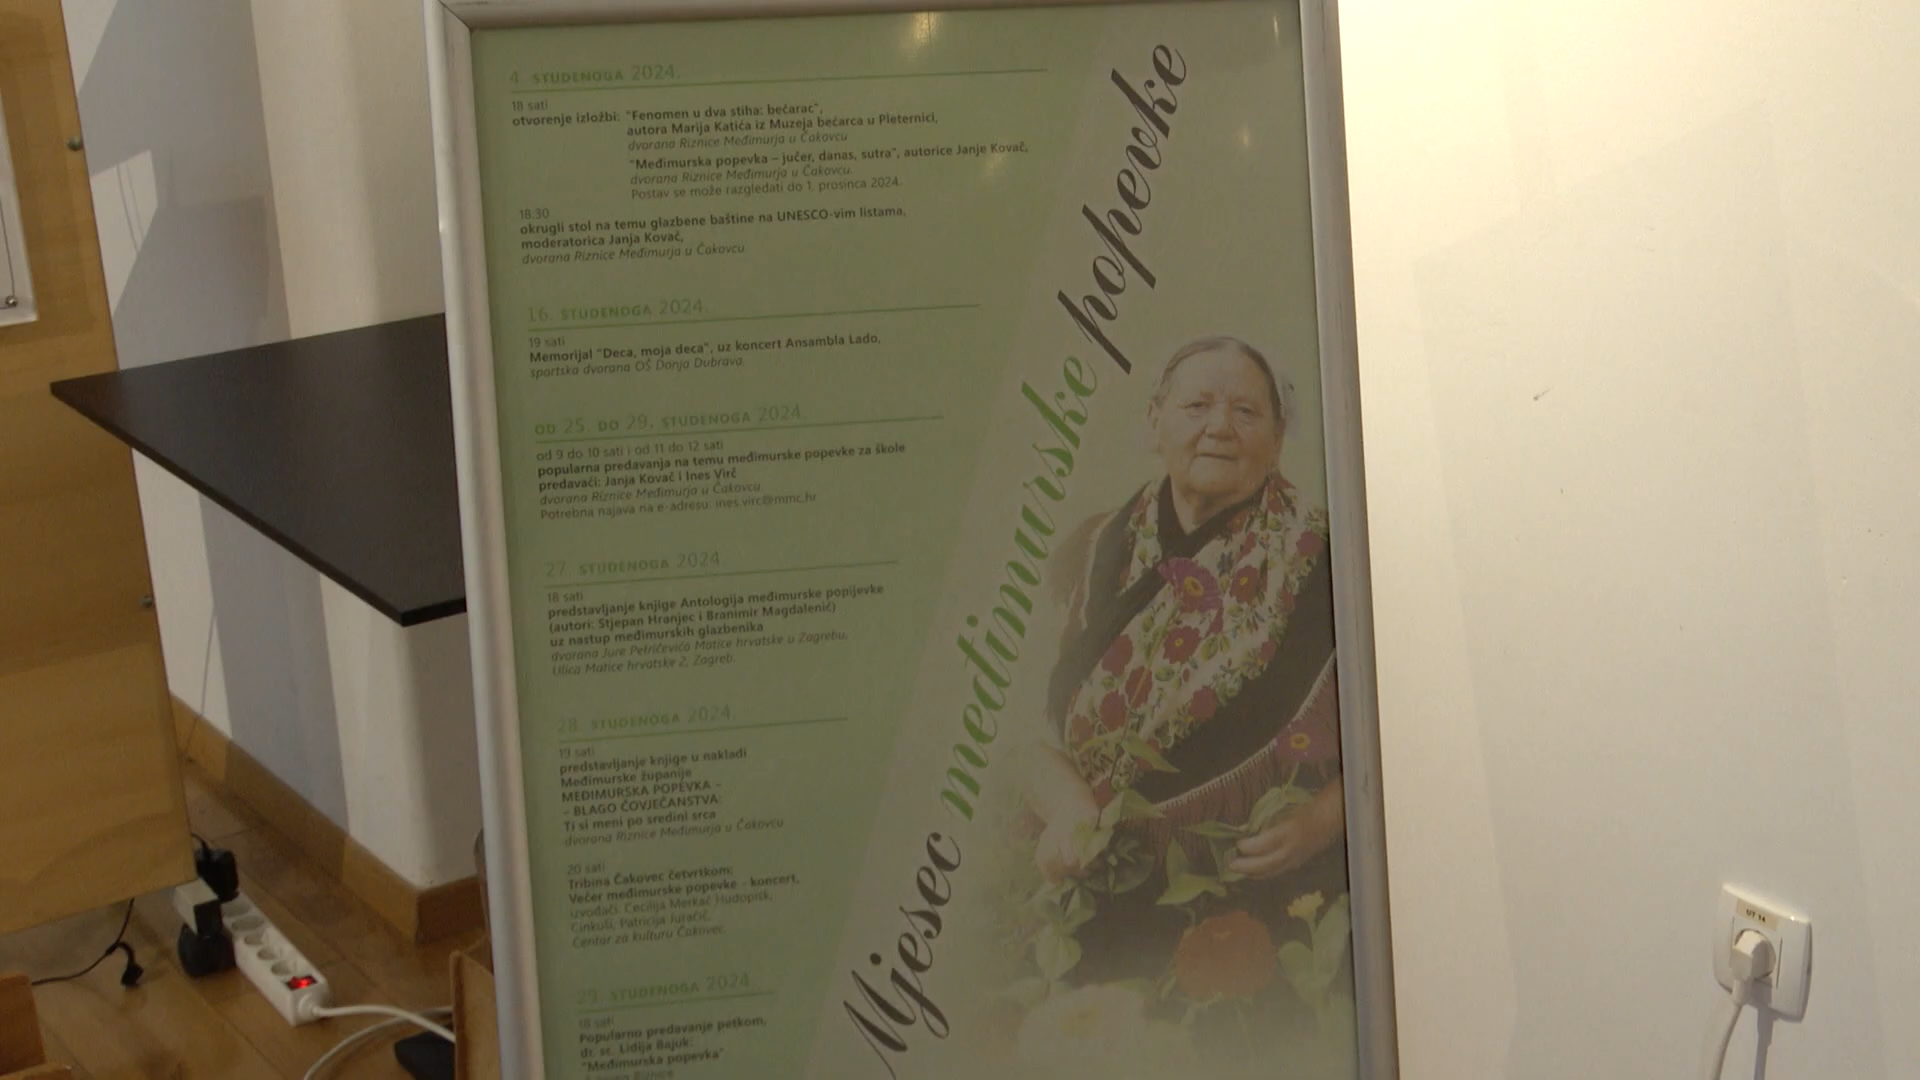 4. STUDENOGA 2024.
18 sati
otvorenje izložbi: "Fenomen u dva stiha: bećarac",
autora Marija Katića iz Muzeja bećarca u Pleternici,
dvorana Riznice Međimurja u Čakovcu
"Međimurska popevka – jučer, danas, sutra", autorice Janje Kovač,
dvorana Riznice Međimurja u Čakovcu.
Postav se može razgledati do 1. prosinca 2024.
18.30
okrugli stol na temu glazbene baštine na UNESCO-vim listama,
moderatorica Janja Kovač,
dvorana Riznice Međimurja u Čakovcu.
16. STUDENOGA 2024.
19 sati
Memorijal "Deca, moja deca", uz koncert Ansambla Lado,
športska dvorana OŠ Donja Dubrava.
OD 25. DO 29. STUDENOGA 2024.
od 9 do 10 sati i od 11 do 12 sati
popularna predavanja na temu međimurske popevke za škole
predavači: Janja Kovač i Ines Virč
dvorana Riznice Međimurja u Čakovcu.
Potrebna najava na e-adresu: ines.virc@mmc.hr
27. STUDENOGA 2024.
18 sati
predstavljanje knjige Antologija međimurske popijevke
(autori: Stjepan Hranjec i Branimir Magdalenić)
uz nastup međimurskih glazbenika
dvorana Jure Petričevića Matice hrvatske u Zagrebu,
Ulica Matice hrvatske 2, Zagreb.
28. STUDENOGA 2024.
19 sati
predstavljanje knjige u nakladi
Međimurske županije
MEĐIMURSKA POPEVKA –
- BLAGO ČOVJEČANSTVA:
Ti si meni po sredini srca
dvorana Riznice Međimurja u Čakovcu
20 sati
Tribina Čakovec četvrtkom:
Večer međimurske popevke - koncert,
izvođači: Cecilija Merkač Hudopisk,
Cinkuši, Patricija Juračić,
Centar za kulturu Čakovec.
29. STUDENOGA 2024.
18 sati
Popularno predavanje petkom,
dr. sc. Lidija Bajuk:
"Međimurska popevka"
Riznice
Mjesec međimurske popevke